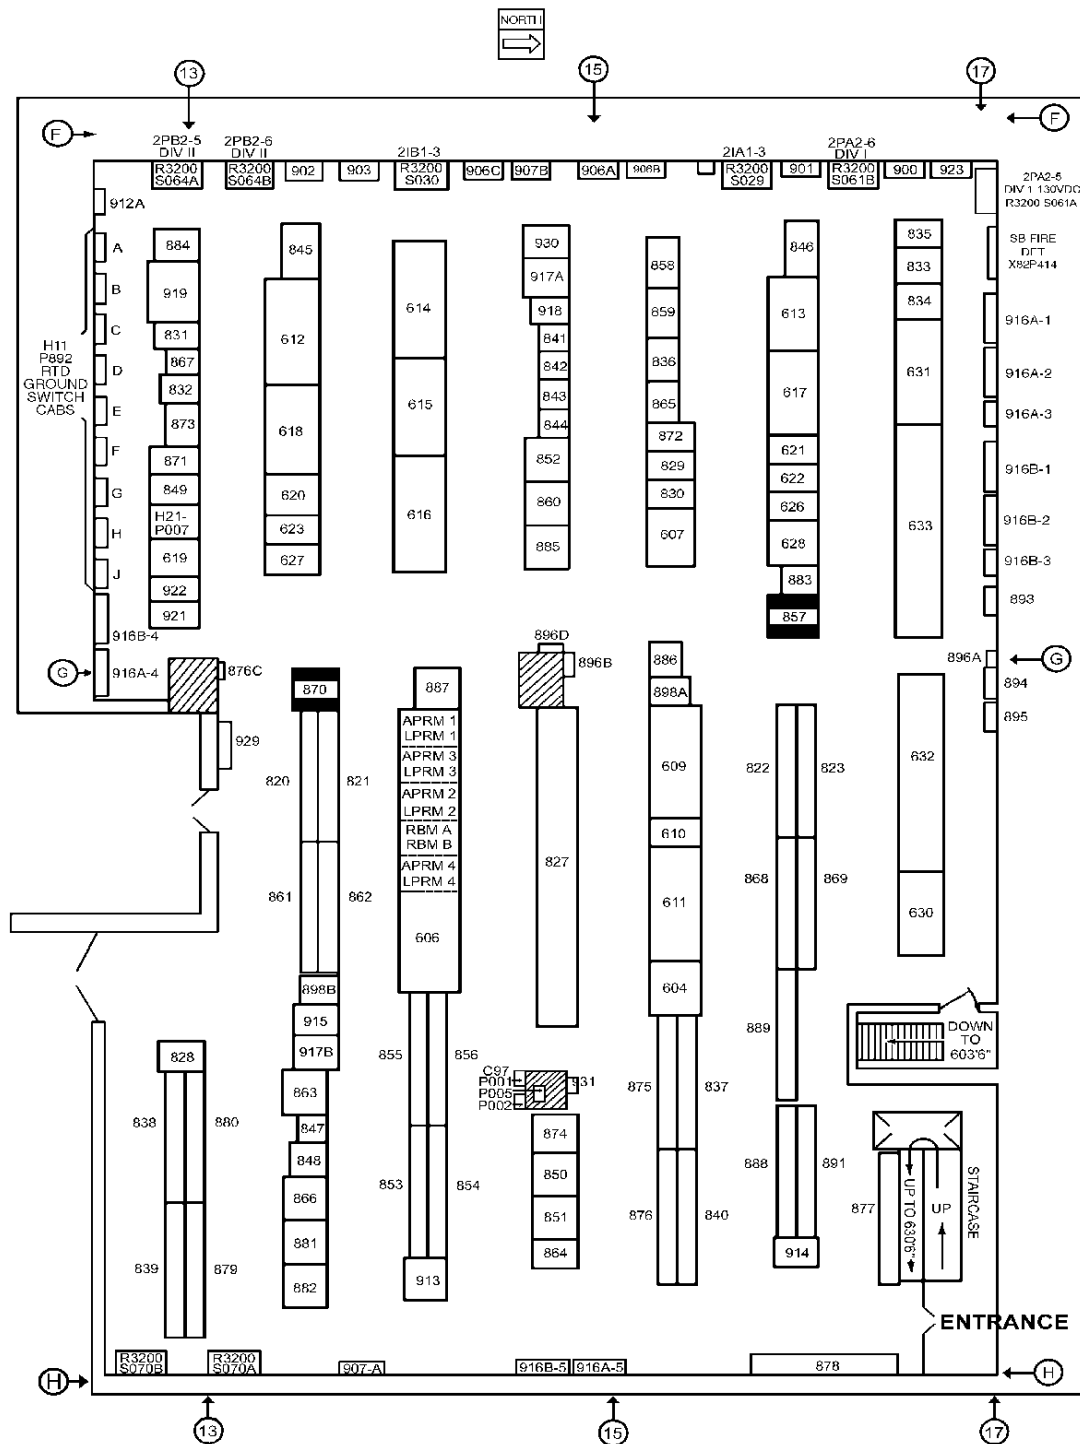 NORTH
13
15
17
F
F
2PB2-5
DIV II
R3200
S064A
2PB2-6
DIV II
R3200
S064B
902
903
2IB1-3
R3200
S030
906C
907B
906A
906B
2IA1-3
R3200
S029
901
2PA2-6
DIV I
R3200
S061B
900
923
2PA2-5
DIV 1 130VDC
R3200 S061A
912A
A
B
C
D
E
F
G
H
J
H11
P892
RTD
GROUND
SWITCH
CABS
916B-4
916A-4
G
884
919
831
867
832
873
871
849
H21-
P007
619
922
921
845
612
618
620
623
627
614
615
616
930
917A
918
841
842
843
844
852
860
885
858
859
836
865
872
829
830
607
846
613
617
621
622
626
628
883
857
835
833
834
631
633
SB FIRE
DET
X82P414
916A-1
916A-2
916A-3
916B-1
916B-2
916B-3
893
896A
G
894
895
876C
929
870
820
821
861
862
898B
915
917B
863
847
848
866
881
882
887
APRM 1
LPRM 1
APRM 3
LPRM 3
APRM 2
LPRM 2
RBM A
RBM B
APRM 4
LPRM 4
606
855
856
853
854
913
896D
896B
827
C97
P001
P005
P002
931
874
850
851
864
886
898A
609
610
611
604
875
837
876
840
822
823
868
869
889
888
891
914
632
630
DOWN
TO
603'6"
877
UP TO 630'6"
UP
STAIRCASE
ENTRANCE
828
838
880
839
879
R3200
S070B
R3200
S070A
907-A
916B-5
916A-5
878
H
H
13
15
17